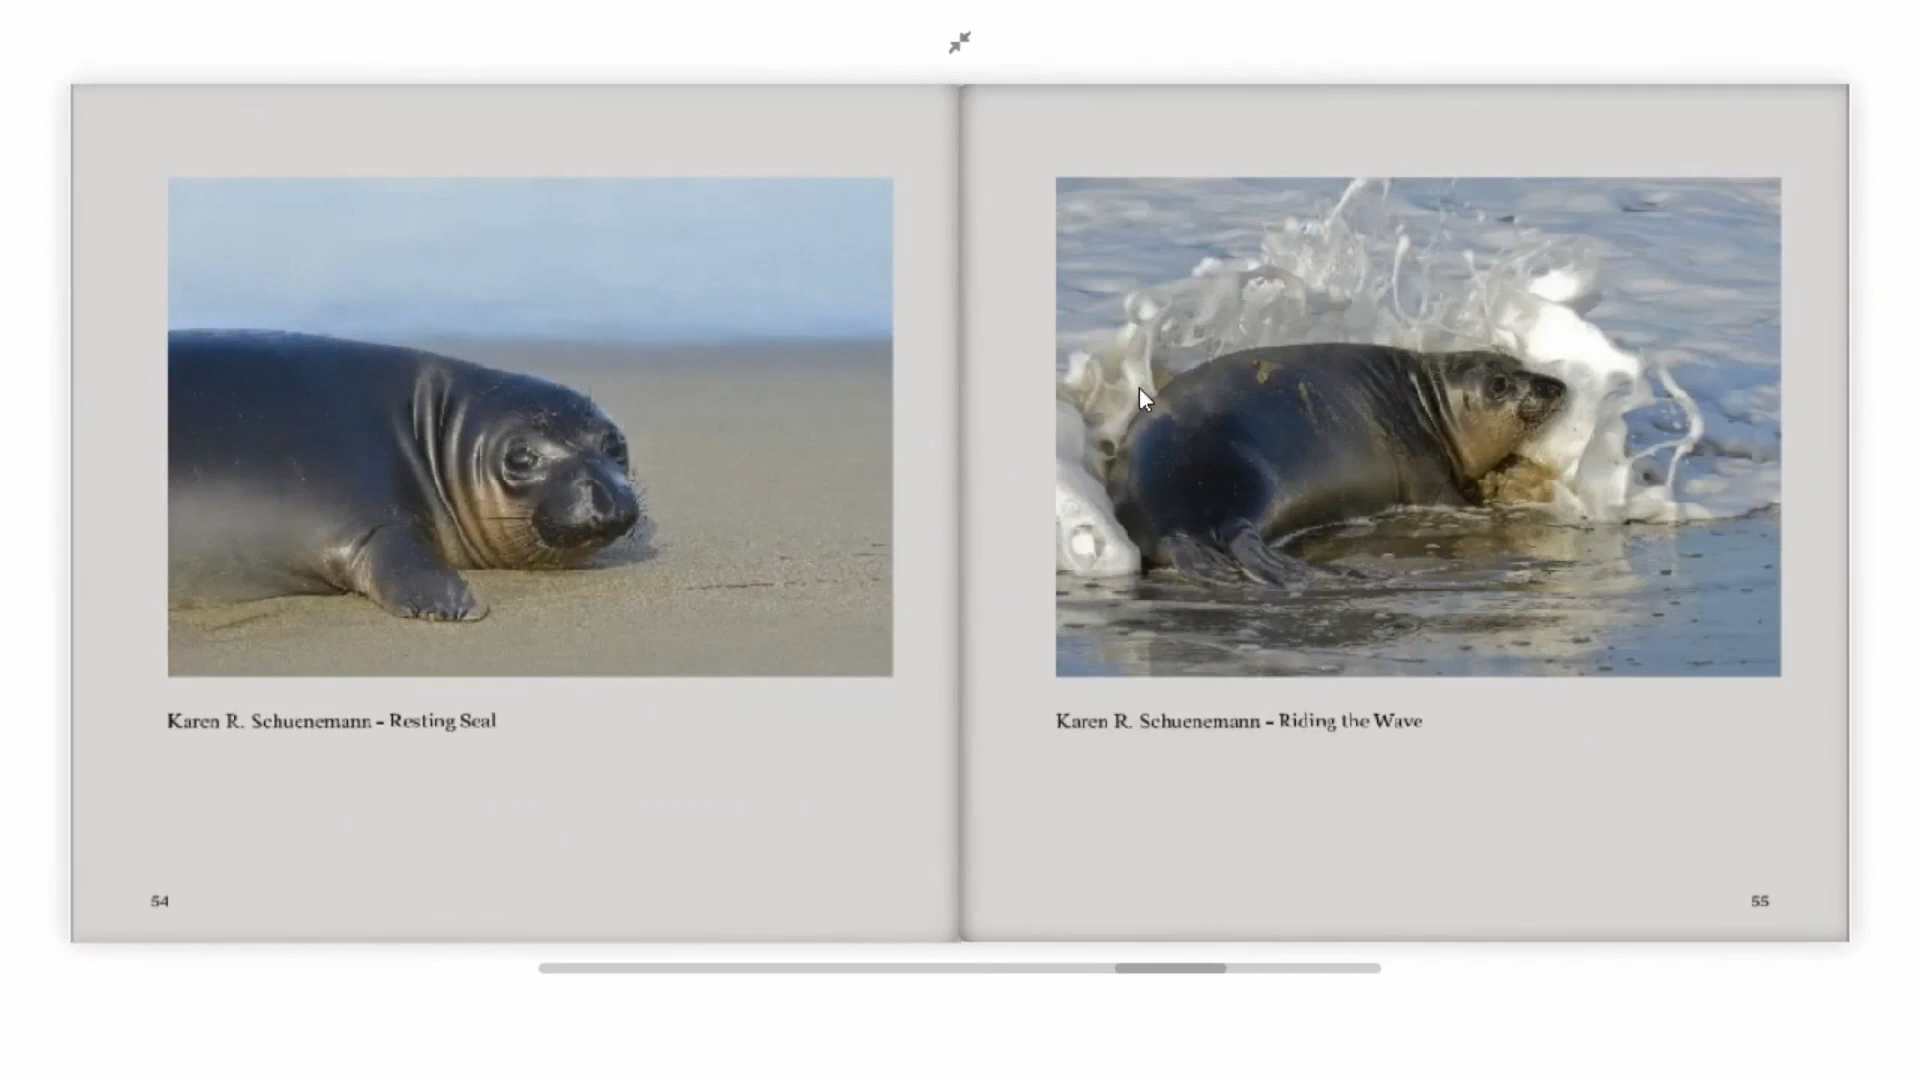 Karen R. Schuenemann - Resting Seal
Karen R. Schuenemann - Riding the Wave
54
55